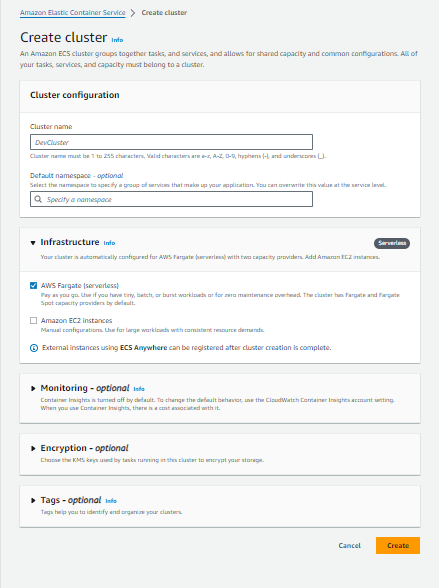 Amazon Elastic Container Service > Create cluster
Create cluster Info
An Amazon ECS cluster groups together tasks, and services, and allows for shared capacity and common configurations. All of
your tasks, services, and capacity must belong to a cluster.
Cluster configuration
Cluster name
DevCluster
Cluster name must be 1 to 255 characters. Valid characters are a-z, A-Z, 0-9, hyphens (-), and underscores (_).
Default namespace - optional
Select the namespace to specify a group of services that make up your application. You can overwrite this value at the service level.
Specify a namespace
Infrastructure Info Serverless
Your cluster is automatically configured for AWS Fargate (serverless) with two capacity providers. Add Amazon EC2 instances.
AWS Fargate (serverless)
Pay as you go. Use if you have tiny, batch, or burst workloads or for zero maintenance overhead. The cluster has Fargate and Fargate
Spot capacity providers by default.
Amazon EC2 instances
Manual configurations. Use for large workloads with consistent resource demands.
External instances using ECS Anywhere can be registered after cluster creation is complete.
Monitoring - optional Info
Container Insights is turned off by default. To change the default behavior, use the CloudWatch Container Insights account setting.
When you use Container Insights, there is a cost associated with it.
Encryption - optional
Choose the KMS keys used by tasks running in this cluster to encrypt your storage.
Tags - optional Info
Tags help you to identify and organize your clusters.
Cancel Create